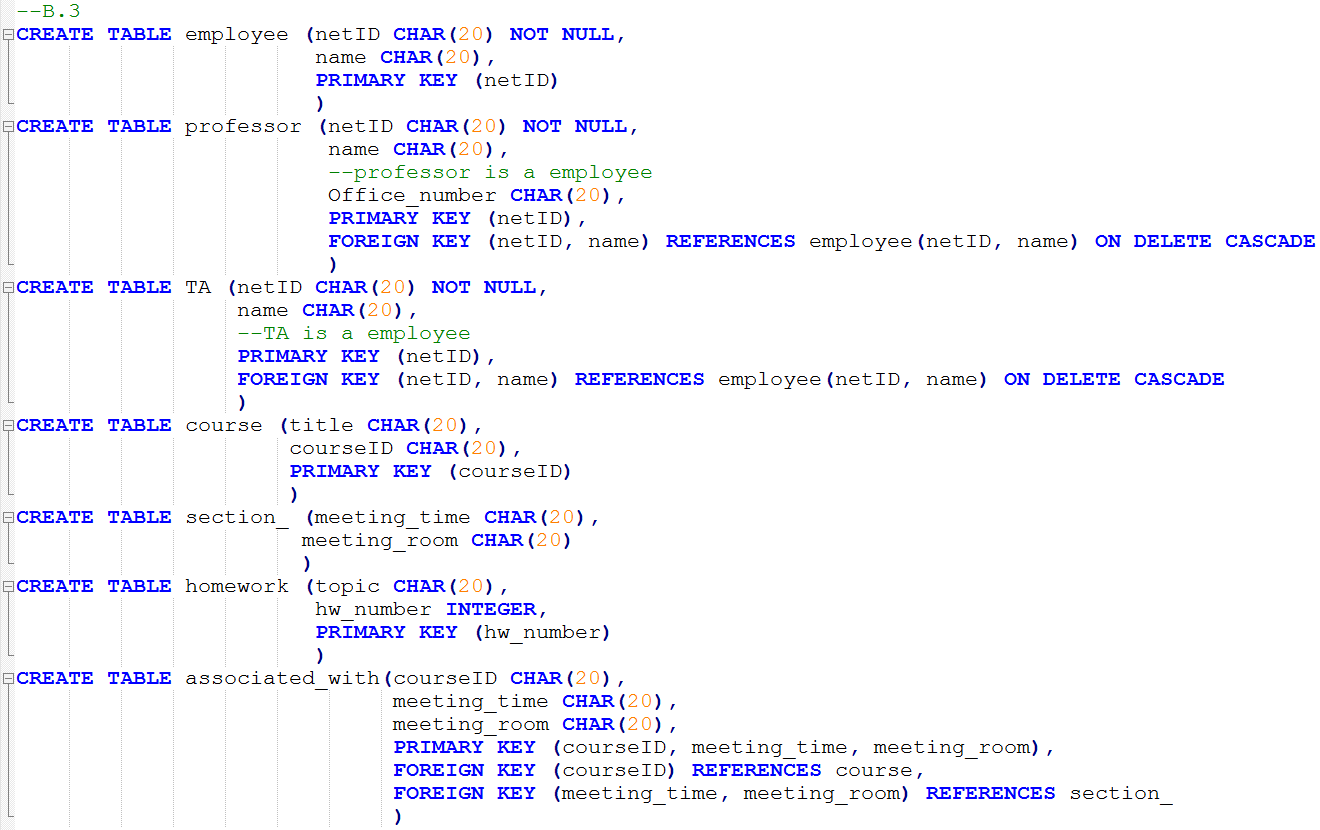 --B.3
CREATE TABLE employee (netID CHAR(20) NOT NULL,
name CHAR(20),
PRIMARY KEY (netID)
)
CREATE TABLE professor (netID CHAR(20) NOT NULL,
name CHAR(20),
--professor is a employee
Office_number CHAR(20),
PRIMARY KEY (netID),
FOREIGN KEY (netID, name) REFERENCES employee(netID, name) ON DELETE CASCADE
)
CREATE TABLE TA (netID CHAR(20) NOT NULL,
name CHAR(20),
--TA is a employee
PRIMARY KEY (netID),
FOREIGN KEY (netID, name) REFERENCES employee(netID, name) ON DELETE CASCADE
)
CREATE TABLE course (title CHAR(20),
courseID CHAR(20),
PRIMARY KEY (courseID)
)
CREATE TABLE section_ (meeting_time CHAR(20),
meeting_room CHAR(20)
)
CREATE TABLE homework (topic CHAR(20),
hw_number INTEGER,
PRIMARY KEY (hw_number)
)
CREATE TABLE associated_with(courseID CHAR(20),
meeting_time CHAR(20),
meeting_room CHAR(20),
PRIMARY KEY (courseID, meeting_time, meeting_room),
FOREIGN KEY (courseID) REFERENCES course,
FOREIGN KEY (meeting_time, meeting_room) REFERENCES section_
)